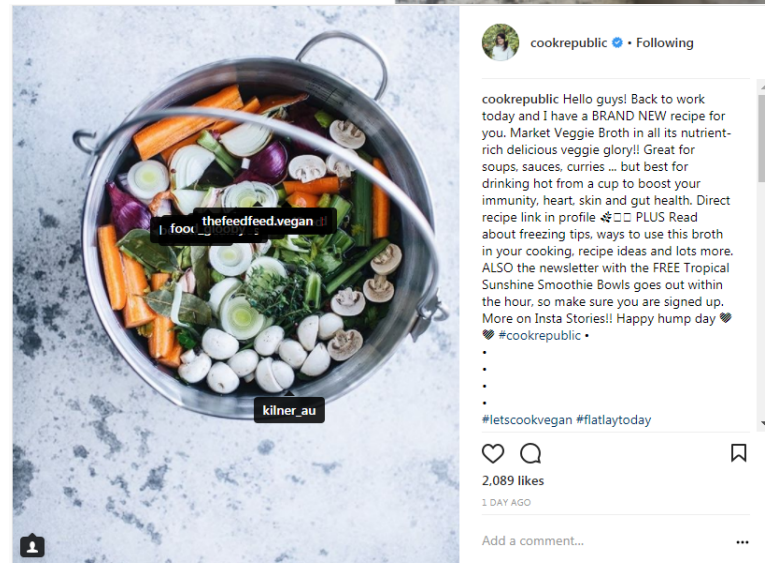 cookrepublic • Following
cookrepublic Hello guys! Back to work
today and I have a BRAND NEW recipe for
you. Market Veggie Broth in all its nutrient-
rich delicious veggie glory!! Great for
soups, sauces, curries ... but best for
drinking hot from a cup to boost your
immunity, heart, skin and gut health. Direct
recipe link in profile 🌿 PLUS Read
about freezing tips, ways to use this broth
in your cooking, recipe ideas and lots more.
ALSO the newsletter with the FREE Tropical
Sunshine Smoothie Bowls goes out within
the hour, so make sure you are signed up.
More on Insta Stories!! Happy hump day 🖤
🖤 #cookrepublic •
•
•
•
•
#letscookvegan #flatlaytoday
2,089 likes
1 DAY AGO
Add a comment...
thefeedfeed.vegan
kilner_au